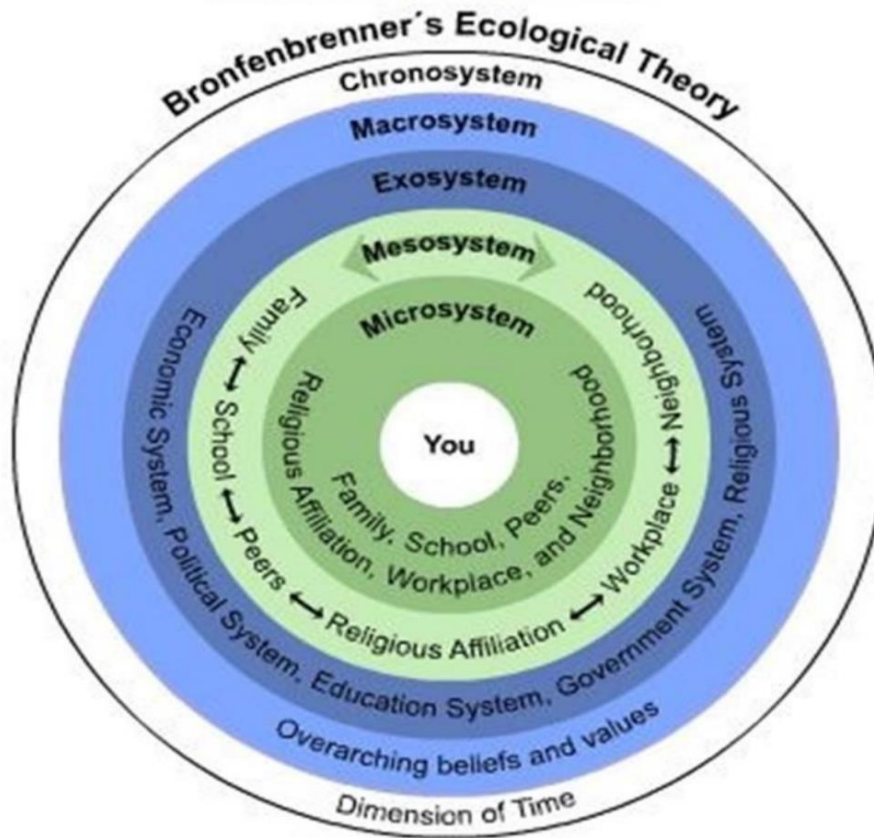 Bronfenbrenner´s Ecological Theory
Chronosystem
Macrosystem
Exosystem
Mesosystem
Microsystem
You
Family, School, Peers,
Religious Affiliation, Workplace, and Neighborhood
Family ↔ School ↔ Peers ↔ Religious Affiliation ↔ Workplace ↔ Neighborhood
Economic System, Political System, Education System, Government System, Religious System
Overarching beliefs and values
Dimension of Time